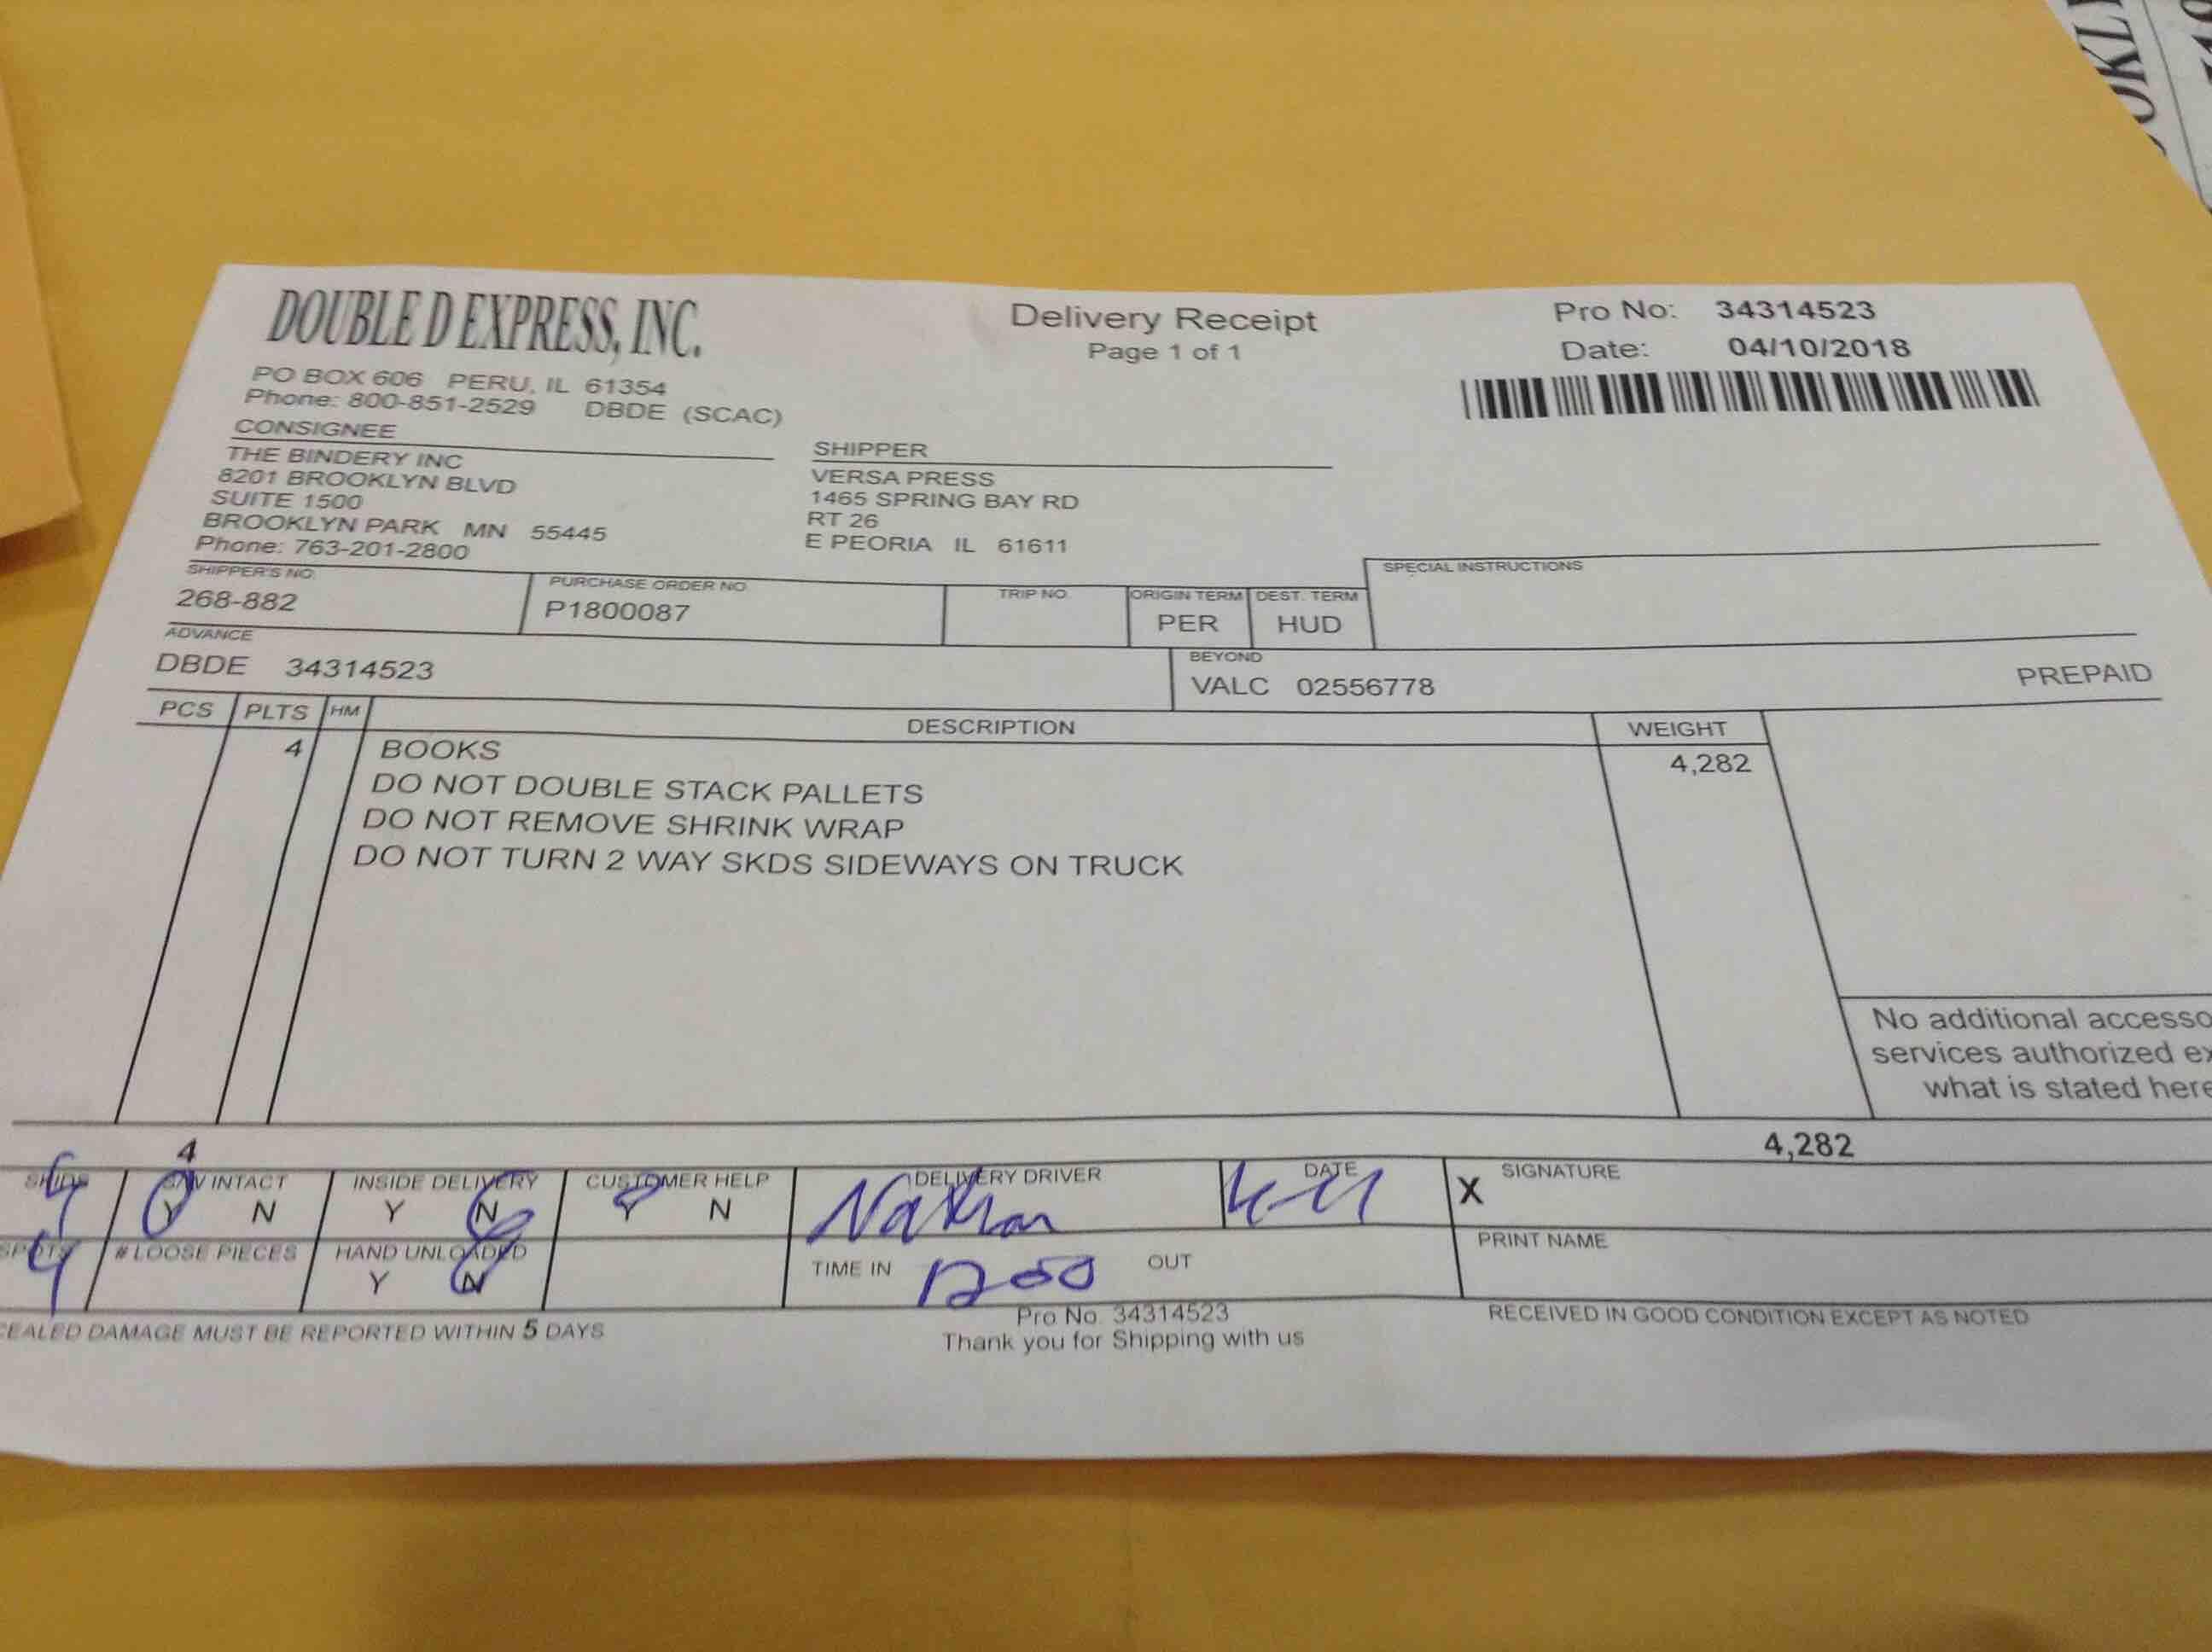 DOUBLE D EXPRESS, INC.
PO BOX 606 PERU, IL 61354
Phone: 800-851-2529 DBDE (SCAC)
Delivery Receipt
Page 1 of 1
Pro No: 34314523
Date: 04/10/2018
CONSIGNEE
THE BINDERY INC
8201 BROOKLYN BLVD
SUITE 1500
BROOKLYN PARK MN 55445
Phone: 763-201-2800
SHIPPER
VERSA PRESS
1465 SPRING BAY RD
RT 26
E PEORIA IL 61611
SHIPPER'S NO.
268-882
PURCHASE ORDER NO.
P1800087
TRIP NO.
ORIGIN TERM
PER
DEST. TERM
HUD
SPECIAL INSTRUCTIONS
ADVANCE
DBDE 34314523
BEYOND
VALC 02556778
PREPAID
PCS PLTS HM DESCRIPTION WEIGHT
4 BOOKS 4,282
DO NOT DOUBLE STACK PALLETS
DO NOT REMOVE SHRINK WRAP
DO NOT TURN 2 WAY SKDS SIDEWAYS ON TRUCK
No additional accesso
services authorized ex
what is stated here
4 4,282
SKIDS
4
S/W INTACT
Y N
INSIDE DELIVERY
Y N
CUSTOMER HELP
Y N
DELIVERY DRIVER
Nathan
DATE
X SIGNATURE
SPOTS
4
# LOOSE PIECES
HAND UNLOADED
Y N
TIME IN 1200 OUT
PRINT NAME
CEALED DAMAGE MUST BE REPORTED WITHIN 5 DAYS
Pro No. 34314523
Thank you for Shipping with us
RECEIVED IN GOOD CONDITION EXCEPT AS NOTED